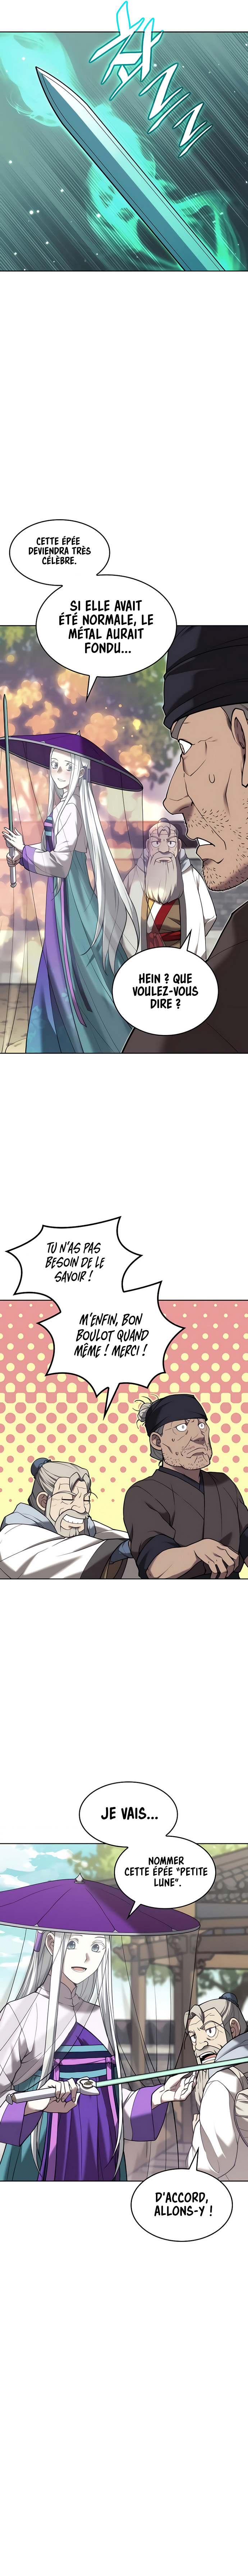 CETTE ÉPÉE
DEVIENDRA TRÈS
CÉLÈBRE.
SI ELLE AVAIT
ÉTÉ NORMALE, LE
MÉTAL AURAIT
FONDU...
HEIN ? QUE
VOULEZ-VOUS
DIRE ?
TU N'AS PAS
BESOIN DE LE
SAVOIR !
M'ENFIN, BON
BOULOT QUAND
MÊME ! MERCI !
JE VAIS...
NOMMER
CETTE ÉPÉE "PETITE
LUNE".
D'ACCORD,
ALLONS-Y !